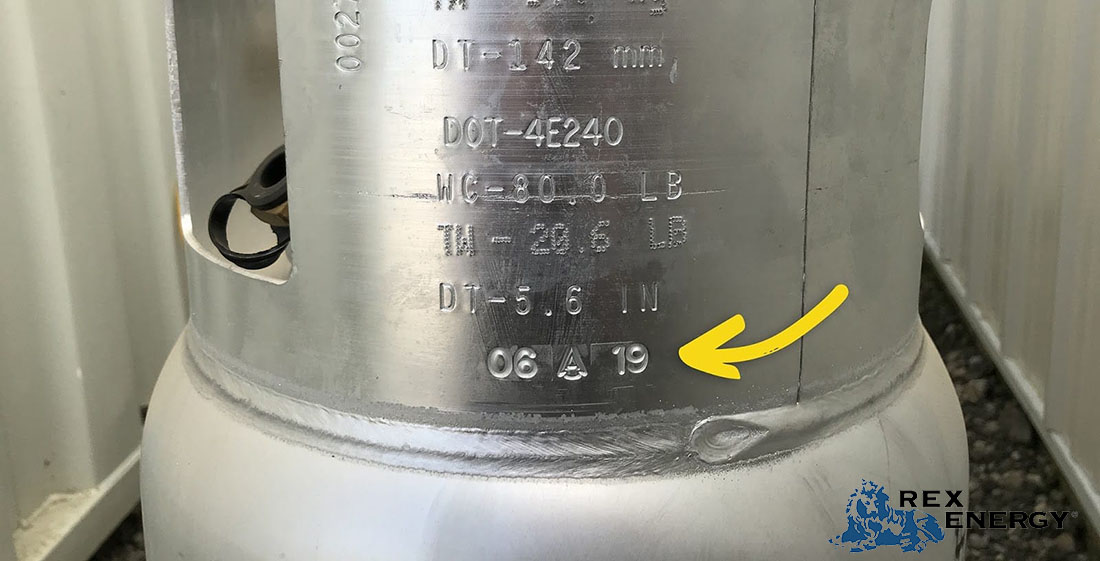 0027
DT-142 mm
DOT-4E240
WC-80.0 LB
TW-20.6 LB
DT-5.6 IN
06 A 19
REX
ENERGY